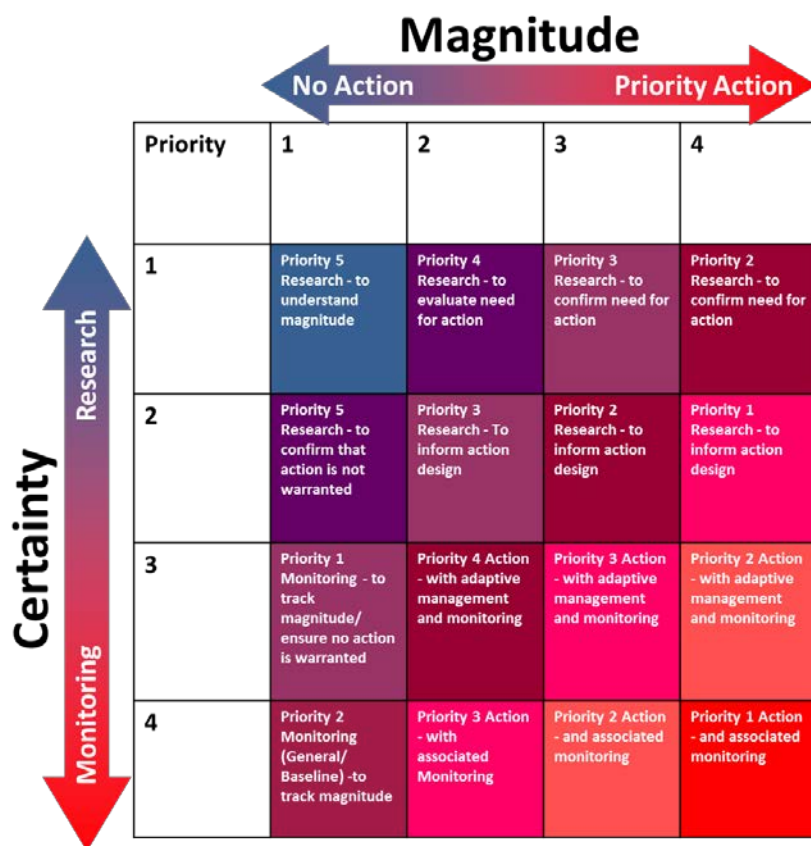 Magnitude
No Action
Priority Action
Priority
1
2
3
4
Certainty
Research
Monitoring
1
Priority 5
Research - to
understand
magnitude
Priority 4
Research - to
evaluate need
for action
Priority 3
Research - to
confirm need for
action
Priority 2
Research - to
confirm need for
action
2
Priority 5
Research - to
confirm that
action is not
warranted
Priority 3
Research - To
inform action
design
Priority 2
Research - to
inform action
design
Priority 1
Research - to
inform action
design
3
Priority 1
Monitoring - to
track
magnitude/
ensure no action
is warranted
Priority 4 Action
- with adaptive
management
and monitoring
Priority 3 Action
- with adaptive
management
and monitoring
Priority 2 Action
- with adaptive
management
and monitoring
4
Priority 2
Monitoring
(General/
Baseline) -to
track magnitude
Priority 3 Action
- with
associated
Monitoring
Priority 2 Action
- and associated
monitoring
Priority 1 Action
- and associated
monitoring